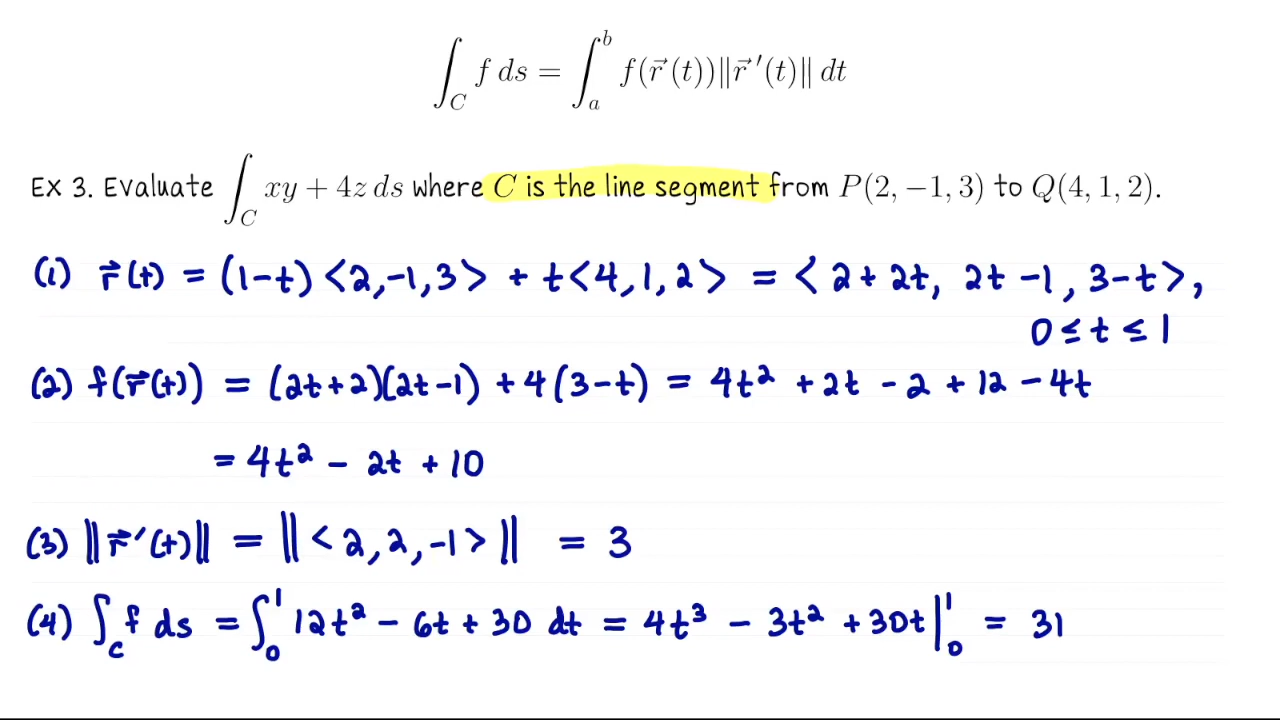 ∫_C f ds = ∫_a^b f(r⃗(t))‖r⃗′(t)‖ dt
Ex 3. Evaluate ∫_C xy + 4z ds where C is the line segment from P(2, −1, 3) to Q(4, 1, 2).
(1) r⃗(t) = (1-t)<2,-1,3> + t<4,1,2> = <2+2t, 2t-1, 3-t>,
0 ≤ t ≤ 1
(2) f(r⃗(t)) = (2t+2)(2t-1) + 4(3-t) = 4t² + 2t - 2 + 12 - 4t
= 4t² - 2t + 10
(3) ‖r⃗′(t)‖ = ‖<2,2,-1>‖ = 3
(4) ∫_C f ds = ∫_0^1 12t² - 6t + 30 dt = 4t³ - 3t² + 30t |_0^1 = 31